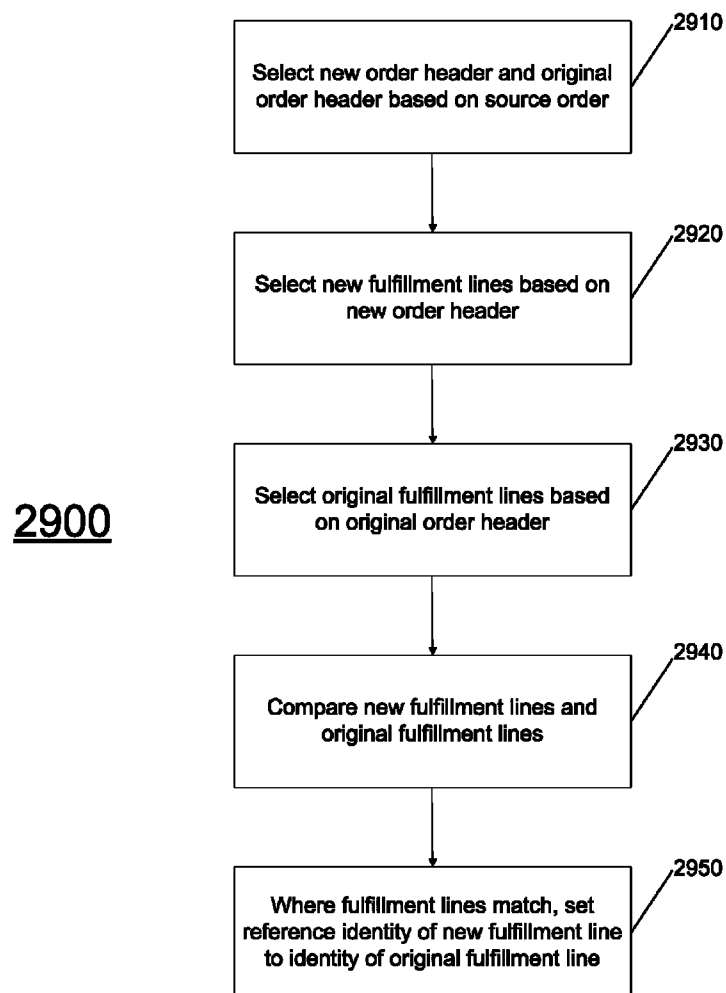 2910
Select new order header and original
order header based on source order
2920
Select new fulfillment lines based on
new order header
2930
Select original fulfillment lines based
on original order header
2900
2940
Compare new fulfillment lines and
original fulfillment lines
2950
Where fulfillment lines match, set
reference identity of new fulfillment line
to identity of original fulfillment line